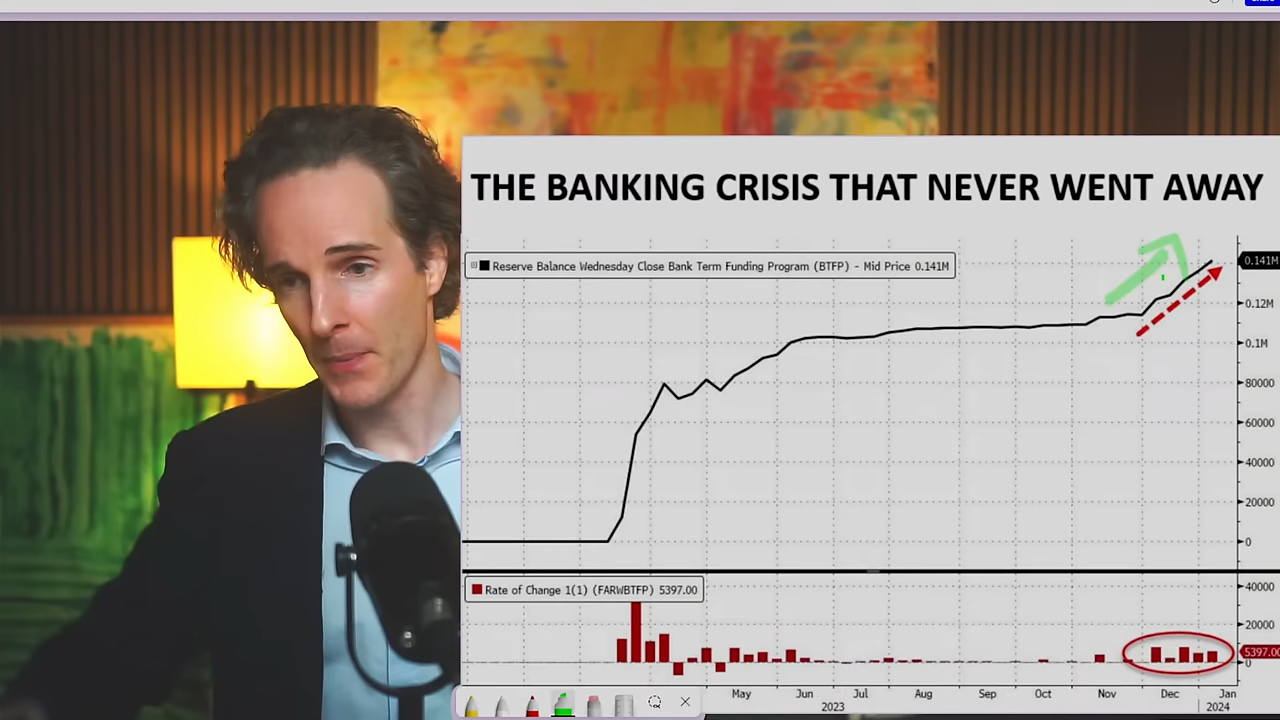 THE BANKING CRISIS THAT NEVER WENT AWAY
Reserve Balance Wednesday Close Bank Term Funding Program (BTFP) - Mid Price 0.141M
0.141M
0.12M
0.1M
80000
60000
40000
20000
0
Rate of Change 1(1) (FARWBTFP) 5397.00
40000
20000
5397.00
0
May Jun Jul Aug Sep Oct Nov Dec Jan
2023 2024